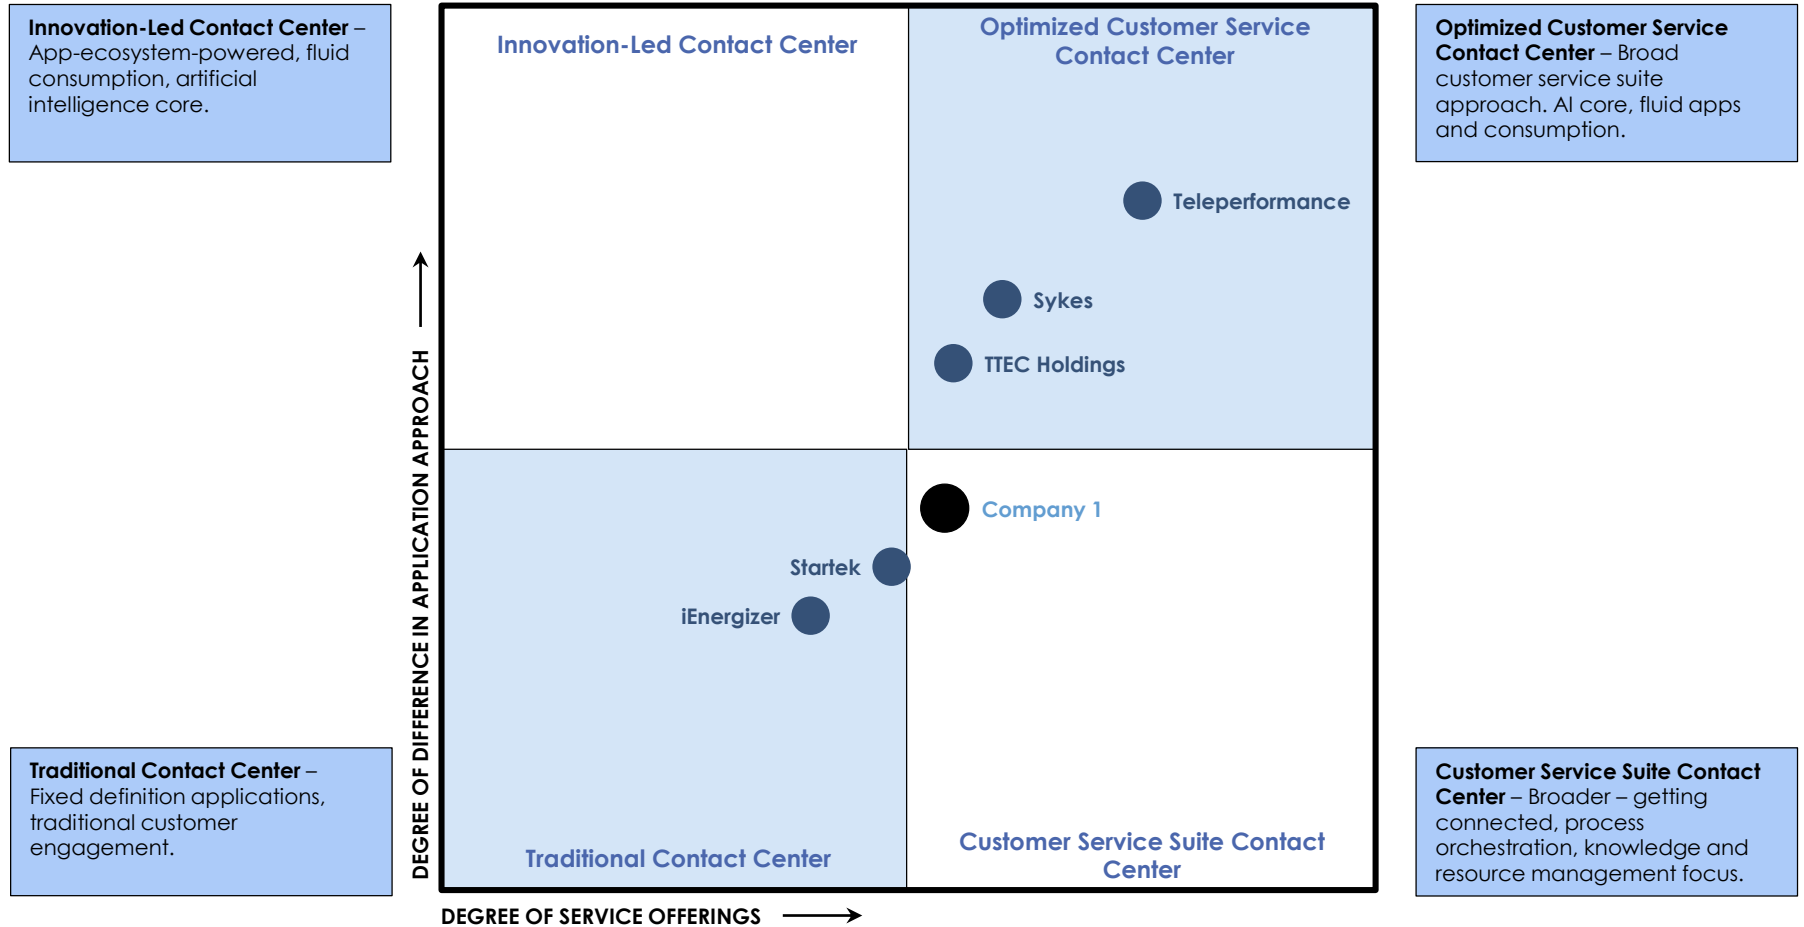 Innovation-Led Contact Center –
App-ecosystem-powered, fluid
consumption, artificial
intelligence core.
Innovation-Led Contact Center
Optimized Customer Service
Contact Center
Optimized Customer Service
Contact Center – Broad
customer service suite
approach. AI core, fluid apps
and consumption.
Teleperformance
Sykes
TTEC Holdings
Company 1
Startek
iEnergizer
DEGREE OF DIFFERENCE IN APPLICATION APPROACH
Traditional Contact Center –
Fixed definition applications,
traditional customer
engagement.
Traditional Contact Center
Customer Service Suite Contact
Center
Customer Service Suite Contact
Center – Broader – getting
connected, process
orchestration, knowledge and
resource management focus.
DEGREE OF SERVICE OFFERINGS